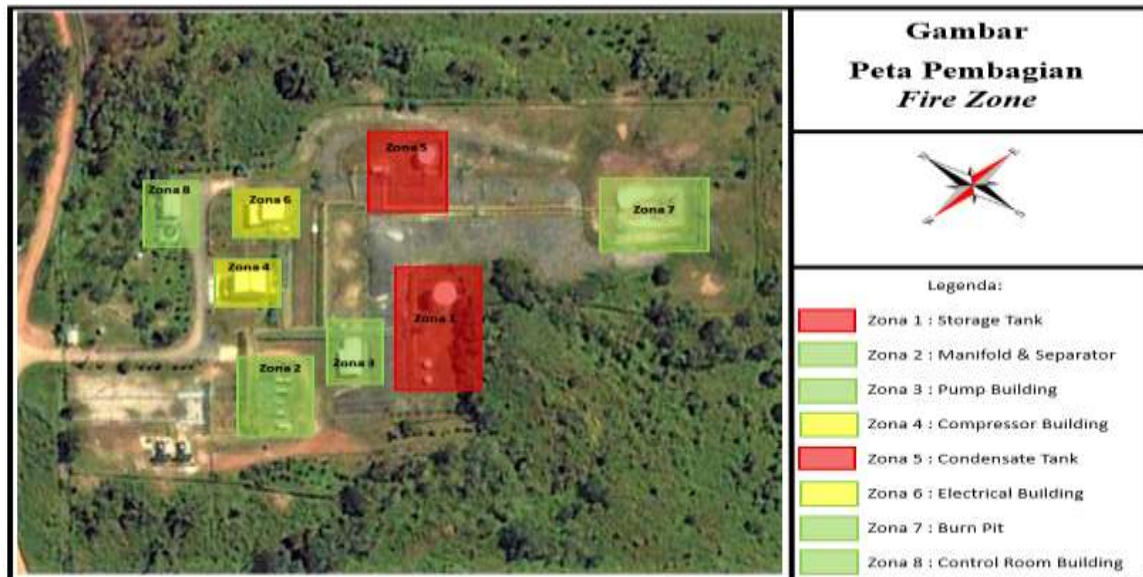 Gambar
Peta Pembagian
Fire Zone
Zona 5
Zona 8
Zona 6
Zona 7
Zona 4
Zona 1
Zona 3
Zona 2
Legenda:
Zona 1 : Storage Tank
Zona 2 : Manifold & Separator
Zona 3 : Pump Building
Zona 4 : Compressor Building
Zona 5 : Condensate Tank
Zona 6 : Electrical Building
Zona 7 : Burn Pit
Zona 8 : Control Room Building